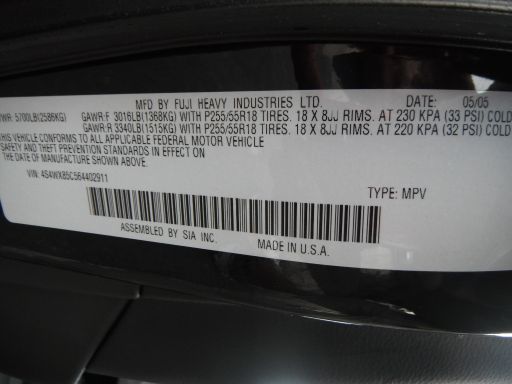 MFD BY FUJI HEAVY INDUSTRIES LTD. DATE: 05/05
VWR: 5700LB(2586KG) GAWR:F 3016LB(1368KG) WITH P255/55R18 TIRES. 18 X 8JJ RIMS. AT 230 KPA (33 PSI) COLD
GAWR:R 3340LB(1515KG) WITH P255/55R18 TIRES. 18 X 8JJ RIMS. AT 220 KPA (32 PSI) COLD
THIS VEHICLE CONFORMS TO ALL APPLICABLE FEDERAL MOTOR VEHICLE
SAFETY AND THEFT PREVENTION STANDARDS IN EFFECT ON
THE DATE OF MANUFACTURE SHOWN ABOVE.
VIN: 4S4WX85C564402911 TYPE: MPV
ASSEMBLED BY SIA INC. MADE IN U.S.A.